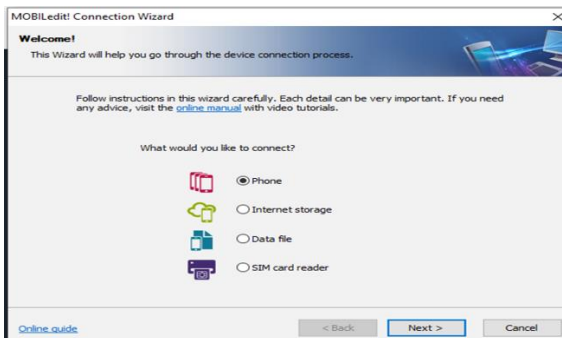 MOBILedit! Connection Wizard
Welcome!
This Wizard will help you go through the device connection process.
Follow instructions in this wizard carefully. Each detail can be very important. If you need
any advice, visit the online manual with video tutorials.
What would you like to connect?
Phone
Internet storage
Data file
SIM card reader
Online guide
< Back
Next >
Cancel